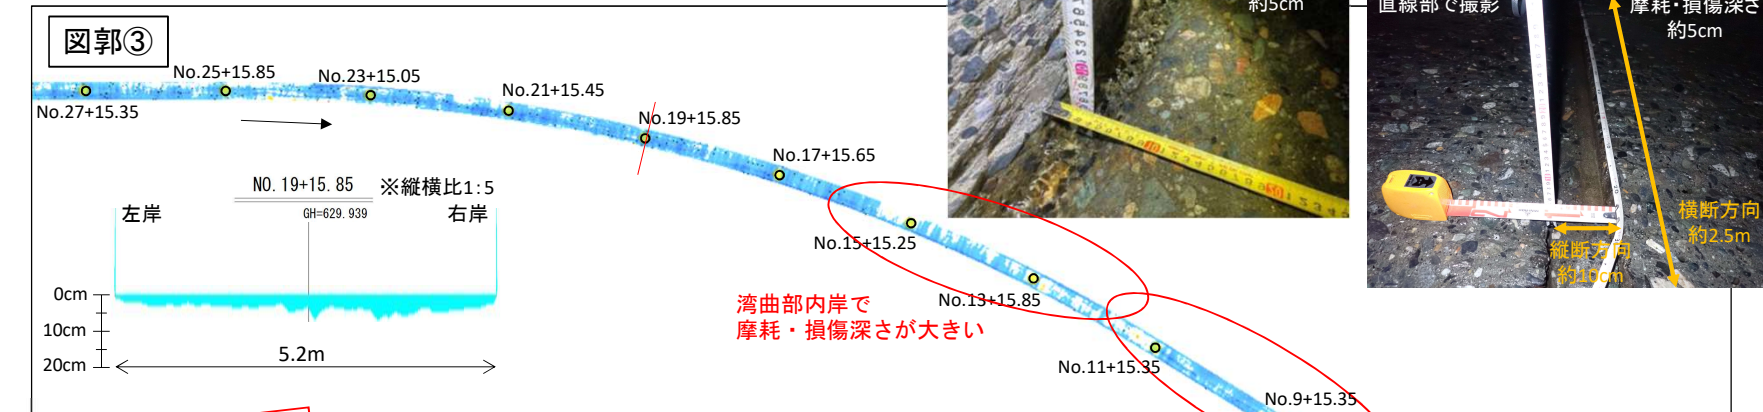 図郭③
約5cm
直線部で撮影
摩耗・損傷深さ
約5cm
No.25+15.85
No.23+15.05
No.27+15.35
No.21+15.45
No.19+15.85
No.17+15.65
NO. 19+15. 85
※縦横比1:5
左岸
GH=629.939
右岸
No.15+15.25
横断方向
約2.5m
縦断方向
約10cm
0cm
10cm
20cm
5.2m
No.13+15.85
湾曲部内岸で
摩耗・損傷深さが大きい
No.11+15.35
No.9+15.35